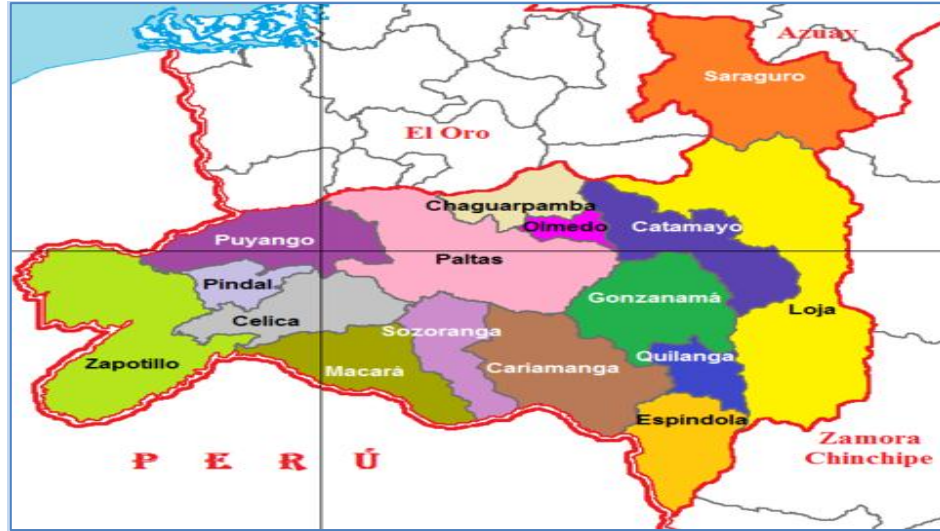 Azuay
Saraguro
El Oro
Chaguarpamba
Olmedo
Catamayo
Puyango
Paltas
Pindal
Gonzanamá
Loja
Celica
Sozoranga
Zapotillo
Macará
Cariamanga
Quilanga
Espíndola
Zamora
Chinchipe
PERÚ